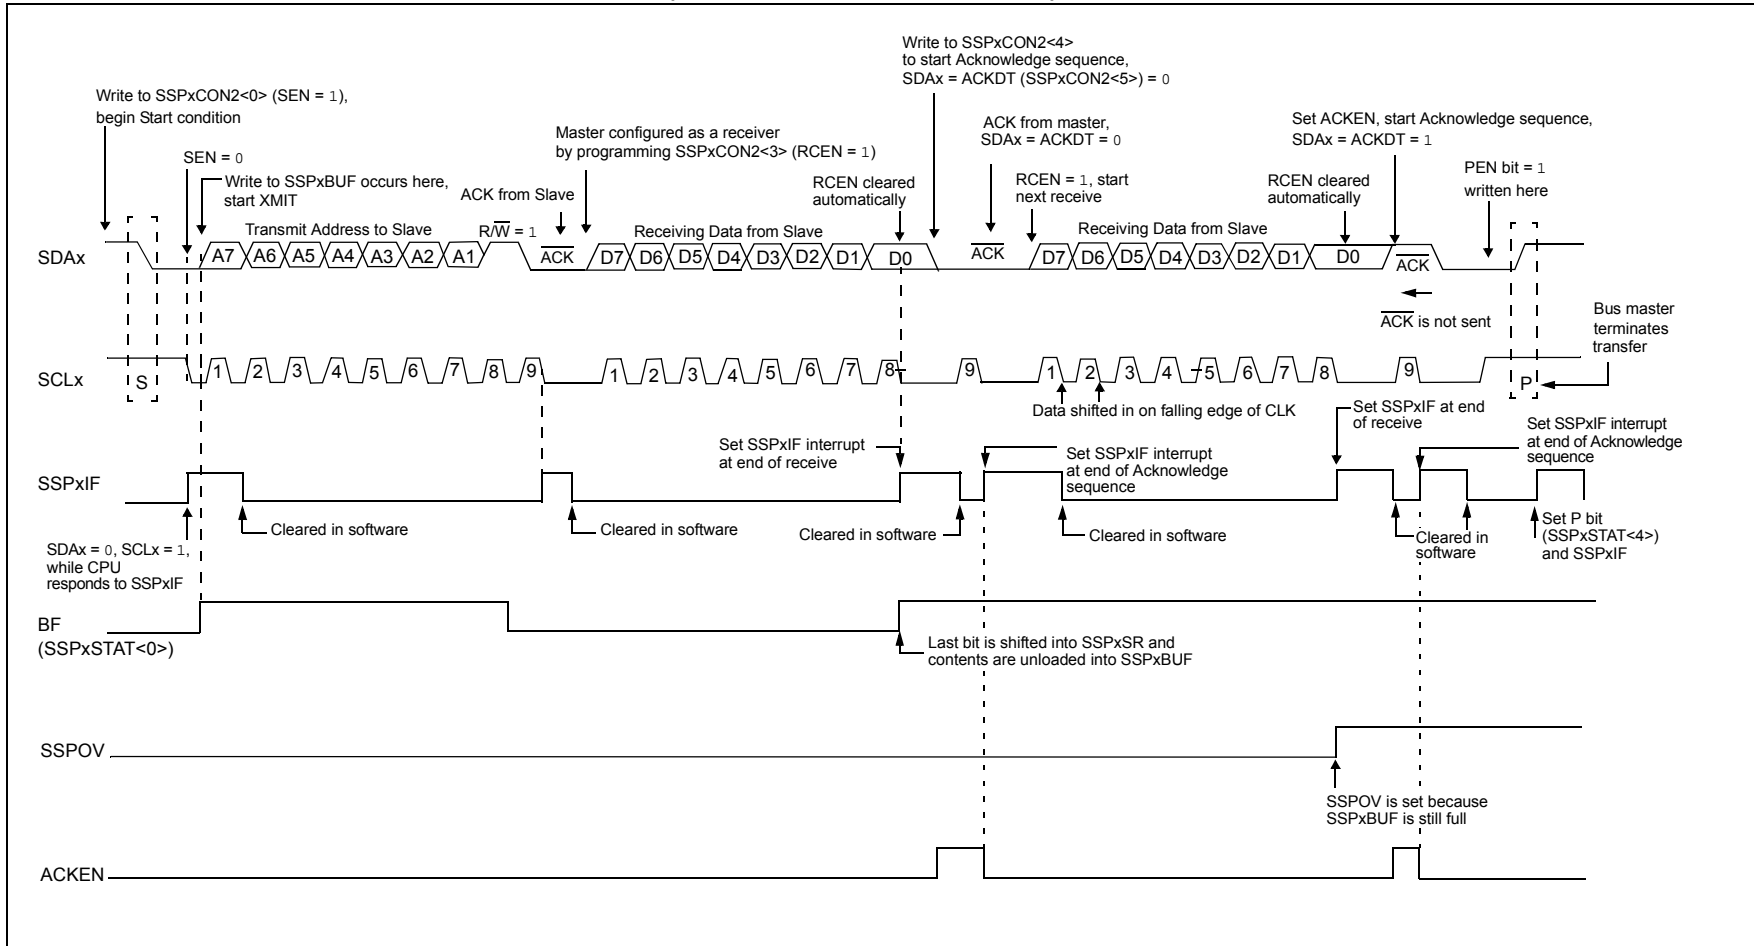 Write to SSPxCON2<4>
to start Acknowledge sequence,
SDAx = ACKDT (SSPxCON2<5>) = 0
Write to SSPxCON2<0> (SEN = 1),
begin Start condition
ACK from master,
SDAx = ACKDT = 0
Set ACKEN, start Acknowledge sequence,
SDAx = ACKDT = 1
Master configured as a receiver
by programming SSPxCON2<3> (RCEN = 1)
SEN = 0
PEN bit = 1
written here
Write to SSPxBUF occurs here,
start XMIT
ACK from Slave
RCEN cleared
automatically
RCEN = 1, start
next receive
RCEN cleared
automatically
Transmit Address to Slave
R/W = 1
Receiving Data from Slave
Receiving Data from Slave
SDAx
A7 A6 A5 A4 A3 A2 A1 ACK D7 D6 D5 D4 D3 D2 D1 D0 ACK D7 D6 D5 D4 D3 D2 D1 D0 ACK
ACK is not sent
Bus master
terminates
transfer
SCLx
S 1 2 3 4 5 6 7 8 9 1 2 3 4 5 6 7 8 9 1 2 3 4 5 6 7 8 9 P
Data shifted in on falling edge of CLK
Set SSPxIF at end
of receive
Set SSPxIF interrupt
at end of receive
Set SSPxIF interrupt
at end of Acknowledge
sequence
Set SSPxIF interrupt
at end of Acknowledge
sequence
SSPxIF
Cleared in software
Cleared in software
Cleared in software
Cleared in software
Cleared in
software
Set P bit
(SSPxSTAT<4>)
and SSPxIF
SDAx = 0, SCLx = 1,
while CPU
responds to SSPxIF
BF
(SSPxSTAT<0>)
Last bit is shifted into SSPxSR and
contents are unloaded into SSPxBUF
SSPOV
SSPOV is set because
SSPxBUF is still full
ACKEN